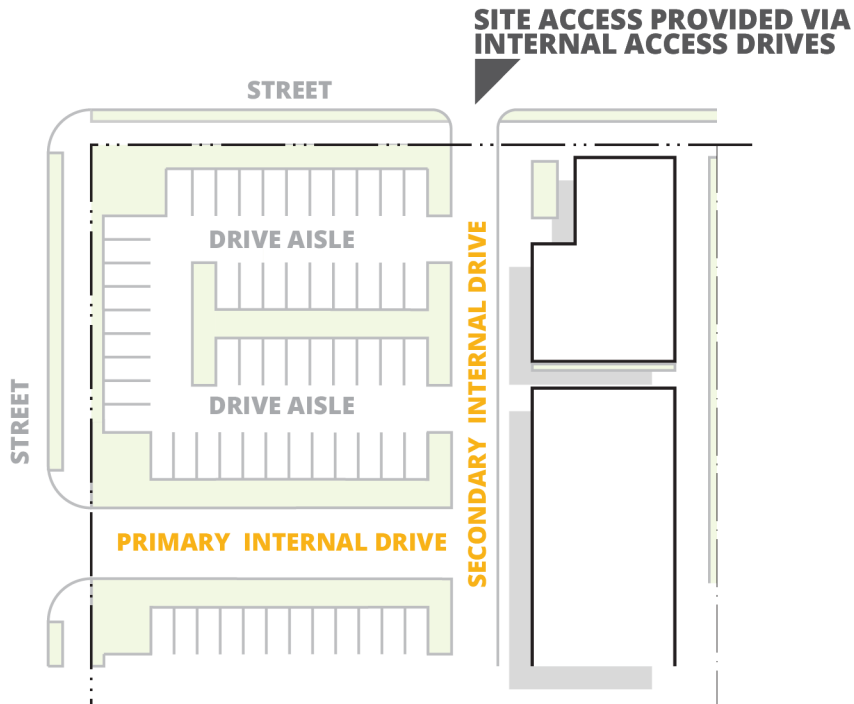 SITE ACCESS PROVIDED VIA
INTERNAL ACCESS DRIVES
STREET
DRIVE AISLE
SECONDARY INTERNAL DRIVE
STREET
DRIVE AISLE
PRIMARY INTERNAL DRIVE